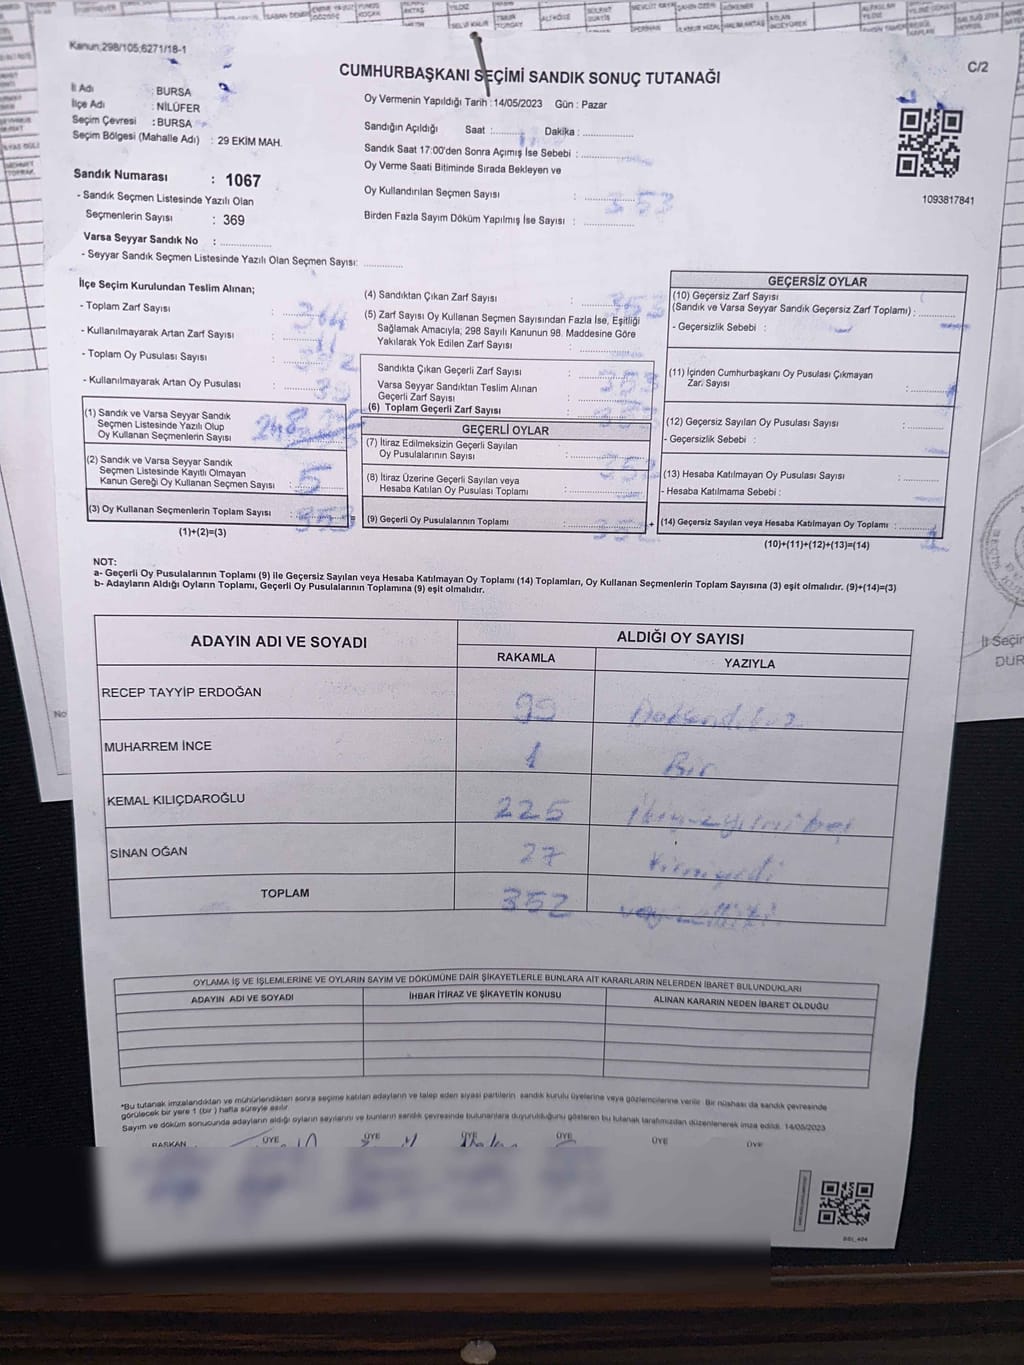 Kanun;298/105;6271/18-1
C/2
CUMHURBAŞKANI SEÇİMİ SANDIK SONUÇ TUTANAĞI
İl Adı : BURSA
İlçe Adı : NİLÜFER
Seçim Çevresi : BURSA
Seçim Bölgesi (Mahalle Adı) : 29 EKİM MAH.
Sandık Numarası : 1067
- Sandık Seçmen Listesinde Yazılı Olan
Seçmenlerin Sayısı : 369
Varsa Seyyar Sandık No :
- Seyyar Sandık Seçmen Listesinde Yazılı Olan Seçmen Sayısı:
Oy Vermenin Yapıldığı Tarih : 14/05/2023 Gün : Pazar
Sandığın Açıldığı Saat : Dakika :
Sandık Saat 17:00'den Sonra Açımış İse Sebebi :
Oy Verme Saati Bitiminde Sırada Bekleyen ve
Oy Kullandırılan Seçmen Sayısı : 353
Birden Fazla Sayım Döküm Yapılmış İse Sayısı :
1093817841
İlçe Seçim Kurulundan Teslim Alınan;
- Toplam Zarf Sayısı : 364
- Kullanılmayarak Artan Zarf Sayısı : 11
- Toplam Oy Pusulası Sayısı :
- Kullanılmayarak Artan Oy Pusulası : 39
(1) Sandık ve Varsa Seyyar Sandık
Seçmen Listesinde Yazılı Olup
Oy Kullanan Seçmenlerin Sayısı
(2) Sandık ve Varsa Seyyar Sandık
Seçmen Listesinde Kayıtlı Olmayan
Kanun Gereği Oy Kullanan Seçmen Sayısı : 5
(3) Oy Kullanan Seçmenlerin Toplam Sayısı : 353
(1)+(2)=(3)
(4) Sandıktan Çıkan Zarf Sayısı : 353
(5) Zarf Sayısı Oy Kullanan Seçmen Sayısından Fazla İse, Eşitliği
Sağlamak Amacıyla; 298 Sayılı Kanunun 98. Maddesine Göre
Yakılarak Yok Edilen Zarf Sayısı :
Sandıkta Çıkan Geçerli Zarf Sayısı : 353
Varsa Seyyar Sandıktan Teslim Alınan
Geçerli Zarf Sayısı :
(6) Toplam Geçerli Zarf Sayısı : 353
GEÇERLİ OYLAR
(7) İtiraz Edilmeksizin Geçerli Sayılan
Oy Pusulalarının Sayısı : 352
(8) İtiraz Üzerine Geçerli Sayılan veya
Hesaba Katılan Oy Pusulası Toplamı :
(9) Geçerli Oy Pusulalarının Toplamı : 352
GEÇERSİZ OYLAR
(10) Geçersiz Zarf Sayısı
(Sandık ve Varsa Seyyar Sandık Geçersiz Zarf Toplamı) :
- Geçersizlik Sebebi :
(11) İçinden Cumhurbaşkanı Oy Pusulası Çıkmayan
Zarf Sayısı : 1
(12) Geçersiz Sayılan Oy Pusulası Sayısı :
- Geçersizlik Sebebi :
(13) Hesaba Katılmayan Oy Pusulası Sayısı :
- Hesaba Katılmama Sebebi :
+ (14) Geçersiz Sayılan veya Hesaba Katılmayan Oy Toplamı : 1
(10)+(11)+(12)+(13)=(14)
NOT:
a- Geçerli Oy Pusulalarının Toplamı (9) ile Geçersiz Sayılan veya Hesaba Katılmayan Oy Toplamı (14) Toplamları, Oy Kullanan Seçmenlerin Toplam Sayısına (3) eşit olmalıdır. (9)+(14)=(3)
b- Adayların Aldığı Oyların Toplamı, Geçerli Oy Pusulalarının Toplamına (9) eşit olmalıdır.
ADAYIN ADI VE SOYADI
ALDIĞI OY SAYISI
RAKAMLA YAZIYLA
RECEP TAYYİP ERDOĞAN 99 Doksandokuz
MUHARREM İNCE 1 Bir
KEMAL KILIÇDAROĞLU 225 İkiyüzyirmibeş
SİNAN OĞAN 27 Yirmiyedi
TOPLAM 352
OYLAMA İŞ VE İŞLEMLERİNE VE OYLARIN SAYIM VE DÖKÜMÜNE DAİR ŞİKAYETLERLE BUNLARA AİT KARARLARIN NELERDEN İBARET BULUNDUKLARI
ADAYIN ADI VE SOYADI İHBAR İTİRAZ VE ŞİKAYETİN KONUSU ALINAN KARARIN NEDEN İBARET OLDUĞU
*Bu tutanak imzalandıktan ve mühürlendikten sonra seçime katılan adayların ve talep eden siyasi partilerin sandık kurulu üyelerine veya gözlemcilerine verilir. Bir nüshası da sandık çevresinde
görülecek bir yere 1 (bir) hafta süreyle asılır.
Sayım ve döküm sonucunda adayların aldığı oyların sayılarını ve bunların sandık çevresinde bulunanlara duyurulduğunu gösteren bu tutanak tarafımızdan düzenlenerek imza edildi. 14/05/2023
BAŞKAN ÜYE ÜYE ÜYE ÜYE ÜYE ÜYE